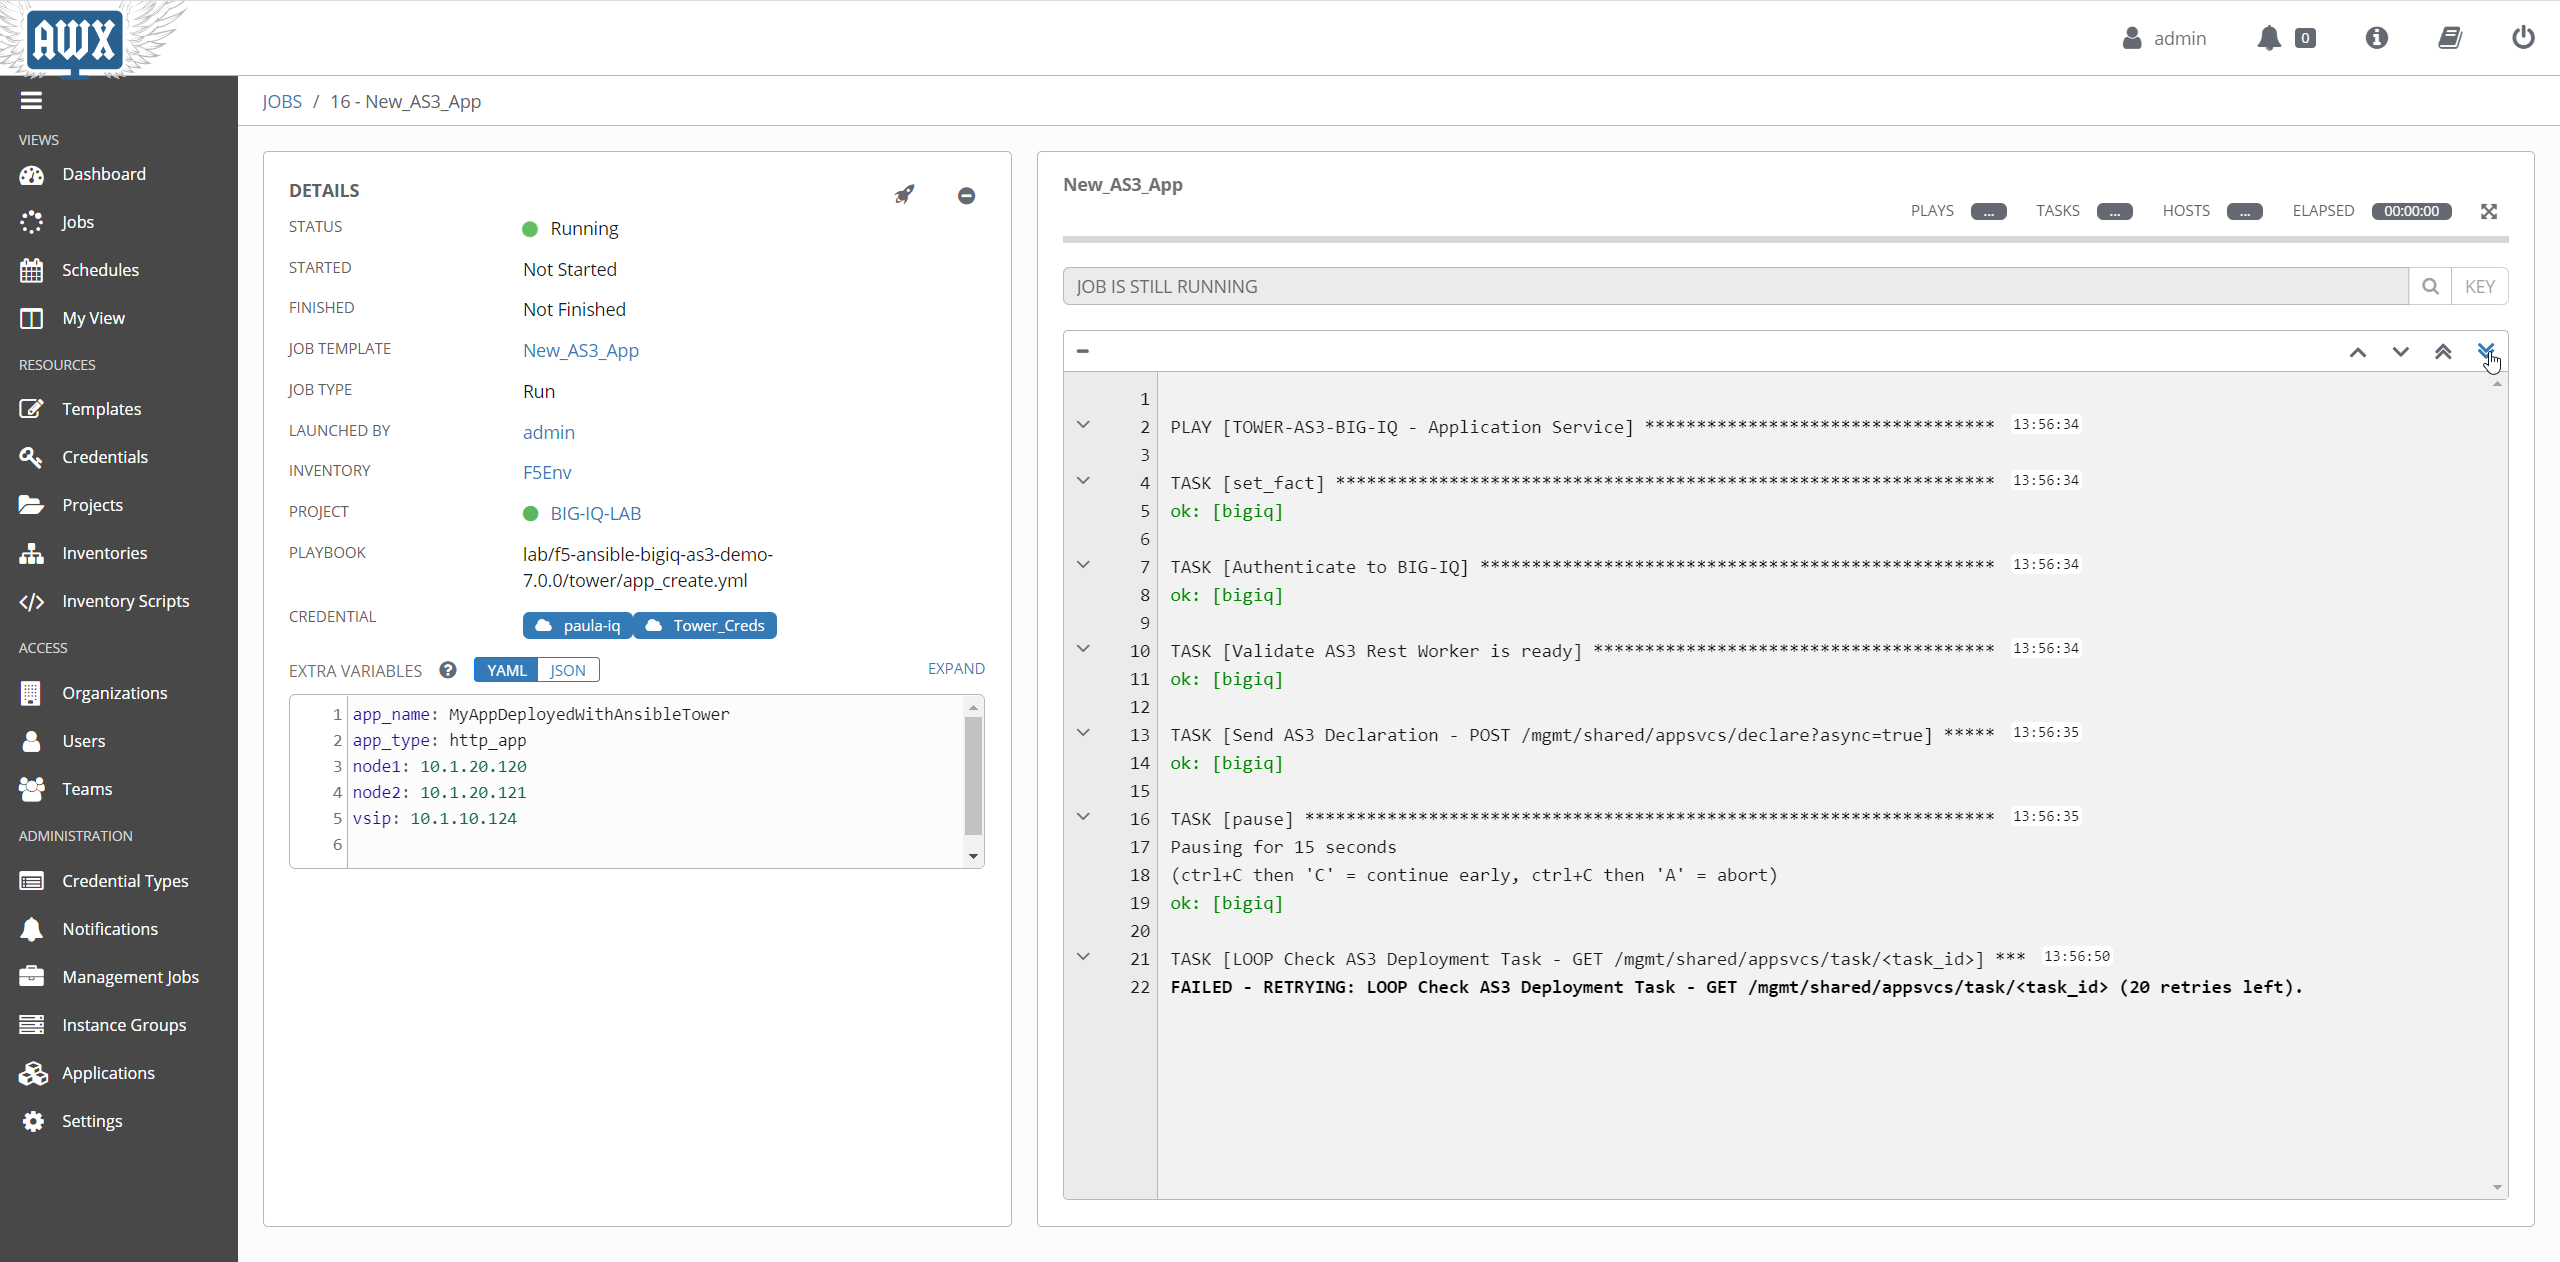 AWX
admin
0
VIEWS
Dashboard
Jobs
Schedules
My View
RESOURCES
Templates
Credentials
Projects
Inventories
Inventory Scripts
ACCESS
Organizations
Users
Teams
ADMINISTRATION
Credential Types
Notifications
Management Jobs
Instance Groups
Applications
Settings
JOBS / 16 - New_AS3_App
DETAILS
STATUS Running
STARTED Not Started
FINISHED Not Finished
JOB TEMPLATE New_AS3_App
JOB TYPE Run
LAUNCHED BY admin
INVENTORY F5Env
PROJECT BIG-IQ-LAB
PLAYBOOK lab/f5-ansible-bigiq-as3-demo-
7.0.0/tower/app_create.yml
CREDENTIAL paula-iq Tower_Creds
EXTRA VARIABLES ? YAML JSON EXPAND
1 app_name: MyAppDeployedWithAnsibleTower
2 app_type: http_app
3 node1: 10.1.20.120
4 node2: 10.1.20.121
5 vsip: 10.1.10.124
6
New_AS3_App
PLAYS ... TASKS ... HOSTS ... ELAPSED 00:00:00
JOB IS STILL RUNNING KEY
1
2 PLAY [TOWER-AS3-BIG-IQ - Application Service] ********************************** 13:56:34
3
4 TASK [set_fact] **************************************************************** 13:56:34
5 ok: [bigiq]
6
7 TASK [Authenticate to BIG-IQ] ************************************************** 13:56:34
8 ok: [bigiq]
9
10 TASK [Validate AS3 Rest Worker is ready] *************************************** 13:56:34
11 ok: [bigiq]
12
13 TASK [Send AS3 Declaration - POST /mgmt/shared/appsvcs/declare?async=true] ***** 13:56:35
14 ok: [bigiq]
15
16 TASK [pause] ******************************************************************* 13:56:35
17 Pausing for 15 seconds
18 (ctrl+C then 'C' = continue early, ctrl+C then 'A' = abort)
19 ok: [bigiq]
20
21 TASK [LOOP Check AS3 Deployment Task - GET /mgmt/shared/appsvcs/task/<task_id>] *** 13:56:50
22 FAILED - RETRYING: LOOP Check AS3 Deployment Task - GET /mgmt/shared/appsvcs/task/<task_id> (20 retries left).